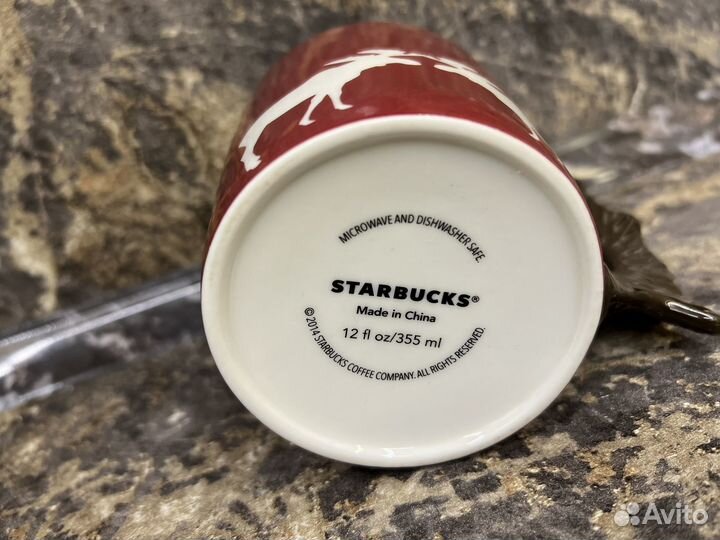 MICROWAVE AND DISHWASHER SAFE.
STARBUCKS®
Made in China
12 fl oz/355 ml
© 2014 STARBUCKS COFFEE COMPANY. ALL RIGHTS RESERVED.
Avito